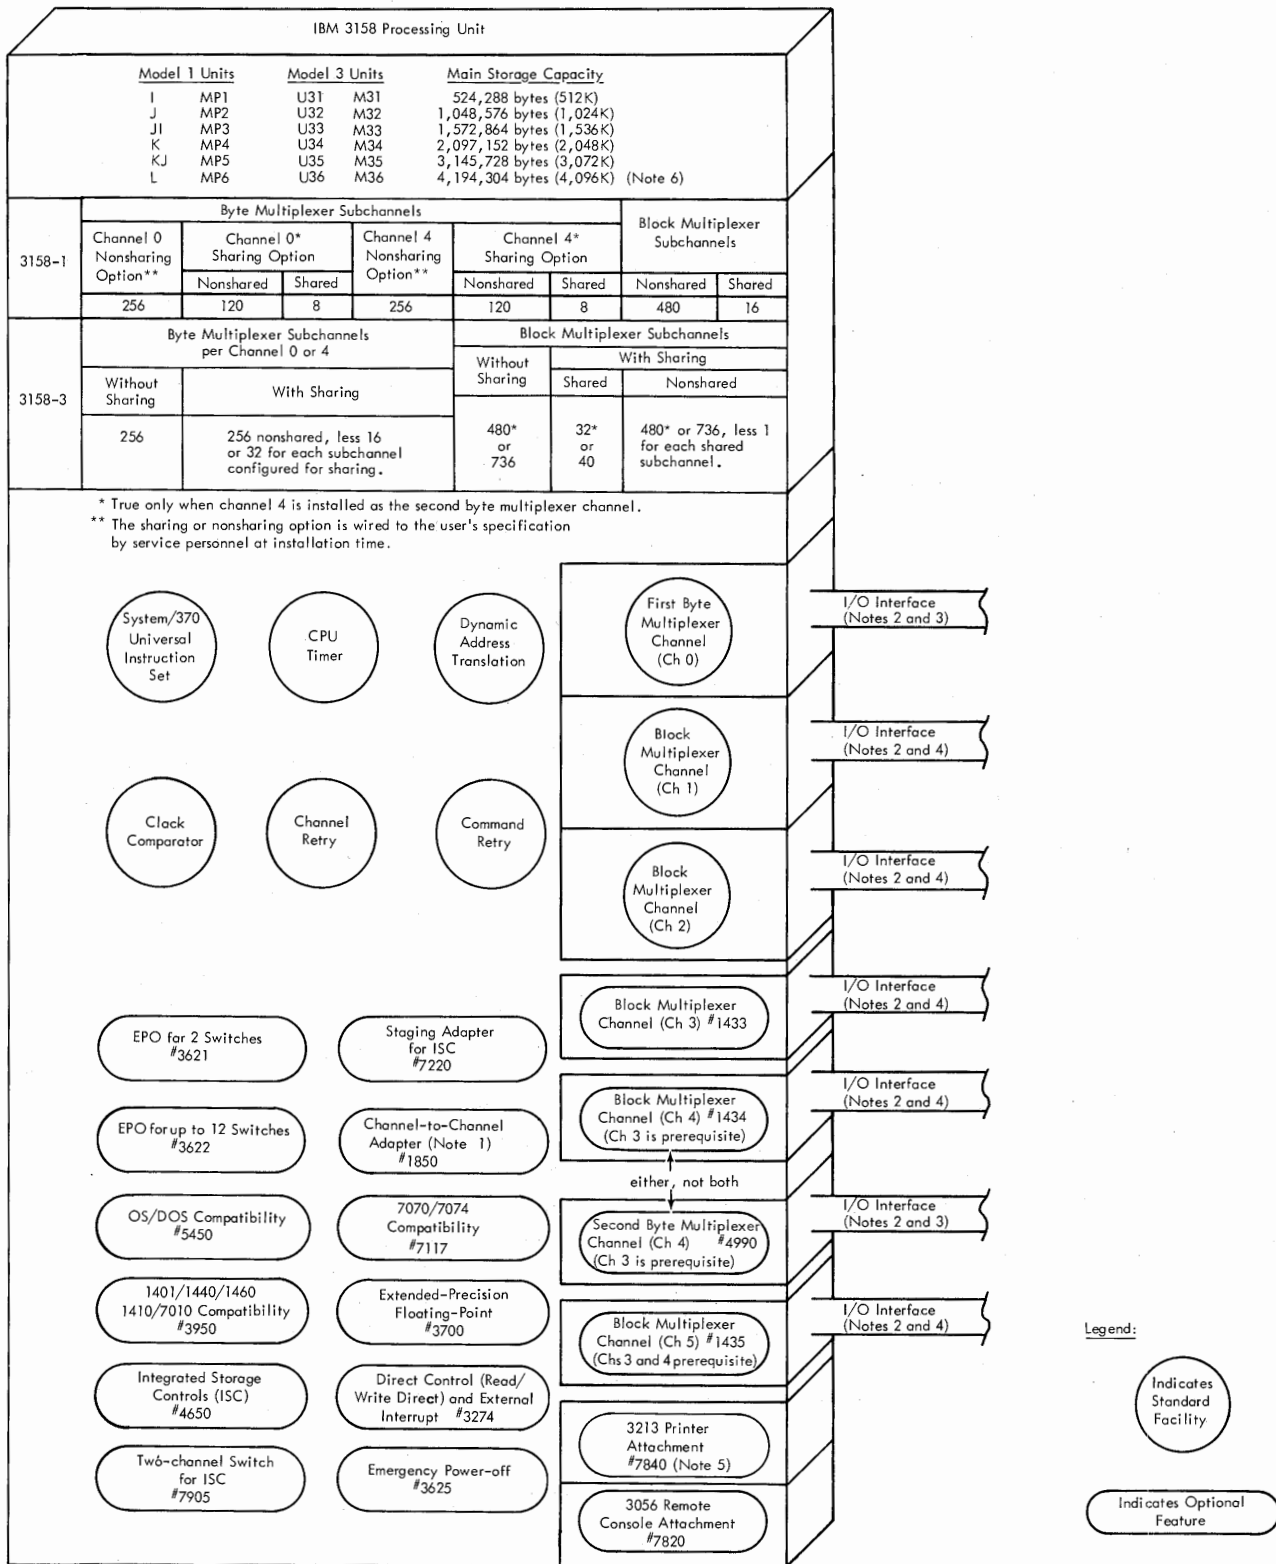 IBM 3158 Processing Unit
Model 1 Units Model 3 Units Main Storage Capacity
I MP1 U31 M31 524,288 bytes (512K)
J MP2 U32 M32 1,048,576 bytes (1,024K)
JI MP3 U33 M33 1,572,864 bytes (1,536K)
K MP4 U34 M34 2,097,152 bytes (2,048K)
KJ MP5 U35 M35 3,145,728 bytes (3,072K)
L MP6 U36 M36 4,194,304 bytes (4,096K) (Note 6)
3158-1
Byte Multiplexer Subchannels
Block Multiplexer
Subchannels
Channel 0
Nonsharing
Option**
Channel 0*
Sharing Option
Channel 4
Nonsharing
Option**
Channel 4*
Sharing Option
Nonshared Shared Nonshared Shared Nonshared Shared
256 120 8 256 120 8 480 16
3158-3
Byte Multiplexer Subchannels
per Channel 0 or 4
Block Multiplexer Subchannels
Without
Sharing
With Sharing
Without
Sharing
With Sharing
Shared Nonshared
256
256 nonshared, less 16
or 32 for each subchannel
configured for sharing.
480*
or
736
32*
or
40
480* or 736, less 1
for each shared
subchannel.
* True only when channel 4 is installed as the second byte multiplexer channel.
** The sharing or nonsharing option is wired to the user's specification
by service personnel at installation time.
System/370
Universal
Instruction
Set
CPU
Timer
Dynamic
Address
Translation
First Byte
Multiplexer
Channel
(Ch 0)
I/O Interface
(Notes 2 and 3)
Block
Multiplexer
Channel
(Ch 1)
I/O Interface
(Notes 2 and 4)
Clack
Comparator
Channel
Retry
Command
Retry
Block
Multiplexer
Channel
(Ch 2)
I/O Interface
(Notes 2 and 4)
Block Multiplexer
Channel (Ch 3) #1433
I/O Interface
(Notes 2 and 4)
EPO far 2 Switches
#3621
Staging Adapter
for ISC
#7220
Block Multiplexer
Channel (Ch 4) #1434
(Ch 3 is prerequisite)
I/O Interface
(Notes 2 and 4)
EPO for up to 12 Switches
#3622
Channel-to-Channel
Adapter (Note 1)
#1850
either, not both
OS/DOS Compatibility
#5450
7070/7074
Compatibility
#7117
Second Byte Multiplexer
Channel (Ch 4) #4990
(Ch 3 is prerequisite)
I/O Interface
(Notes 2 and 3)
1401/1440/1460
1410/7010 Compatibility
#3950
Extended-Precision
Floating-Point
#3700
Block Multiplexer
Channel (Ch 5) #1435
(Chs 3 and 4 prerequisite)
I/O Interface
(Notes 2 and 4)
Integrated Storage
Controls (ISC)
#4650
Direct Control (Read/
Write Direct) and External
Interrupt #3274
3213 Printer
Attachment
#7840 (Note 5)
Two-channel Switch
for ISC
#7905
Emergency Power-off
#3625
3056 Remote
Console Attachment
#7820
Legend:
Indicates
Standard
Facility
Indicates Optional
Feature